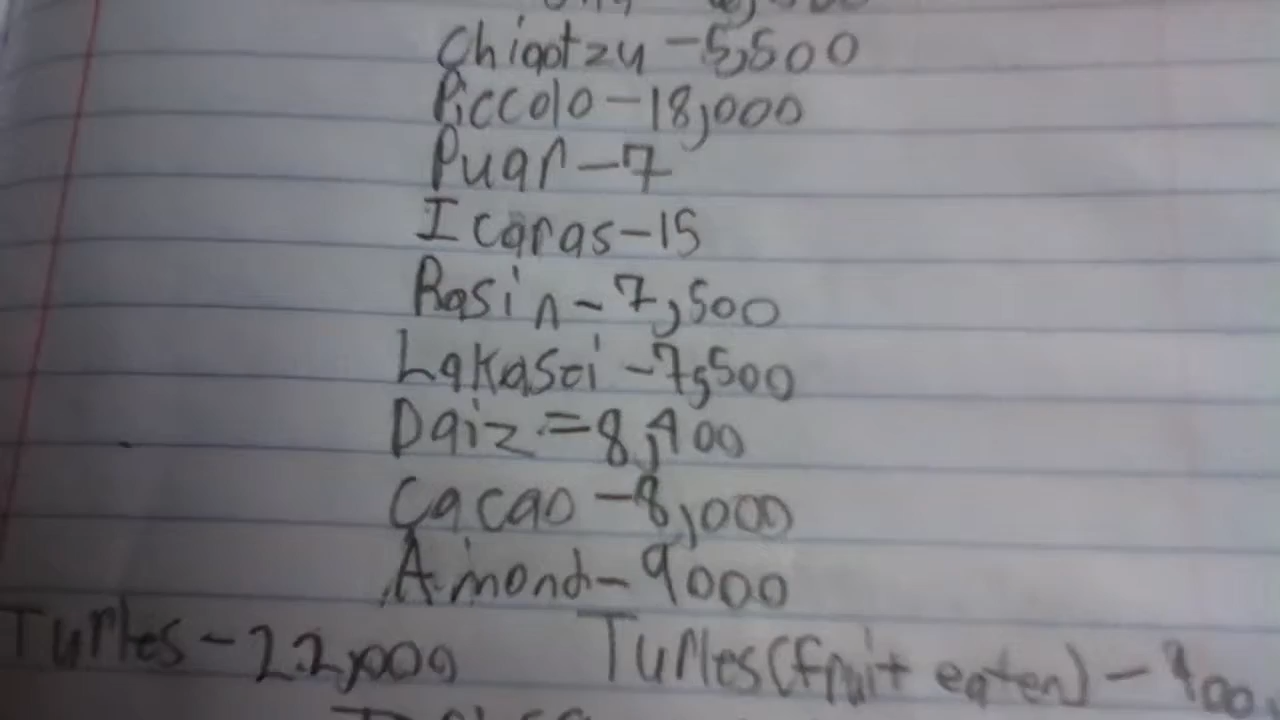 Chiaotzu - 5,500
Piccolo - 18,000
Puar - 7
Icaras - 15
Rasin - 7,500
Lakasei - 7,500
Daiz = 8,400
Cacao - 8,000
Amond - 9000
Turles - 22,000 Turles (fruit eaten) -